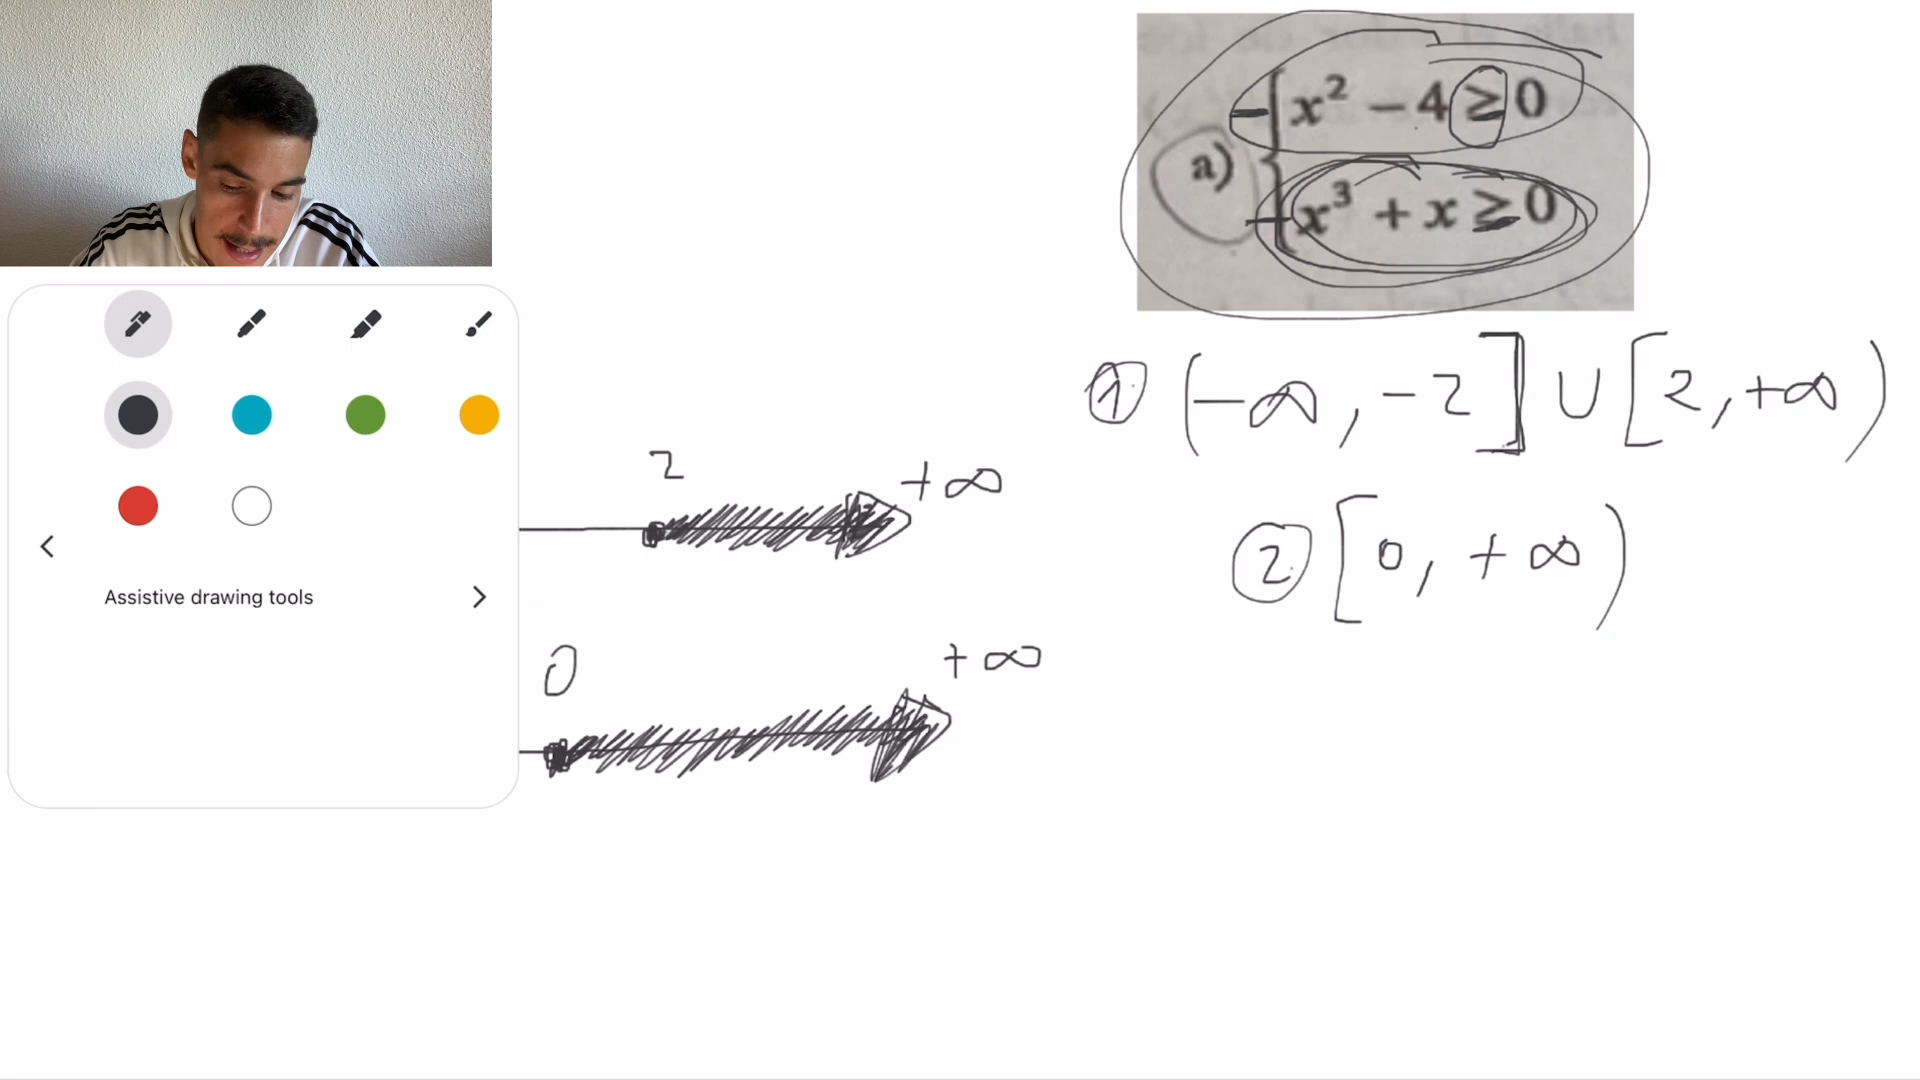 x² − 4 ≥ 0
a)
x³ + x ≥ 0
① (−∞, −2] ∪ [2, +∞)
2 +∞
② [0, +∞)
Assistive drawing tools
0 +∞